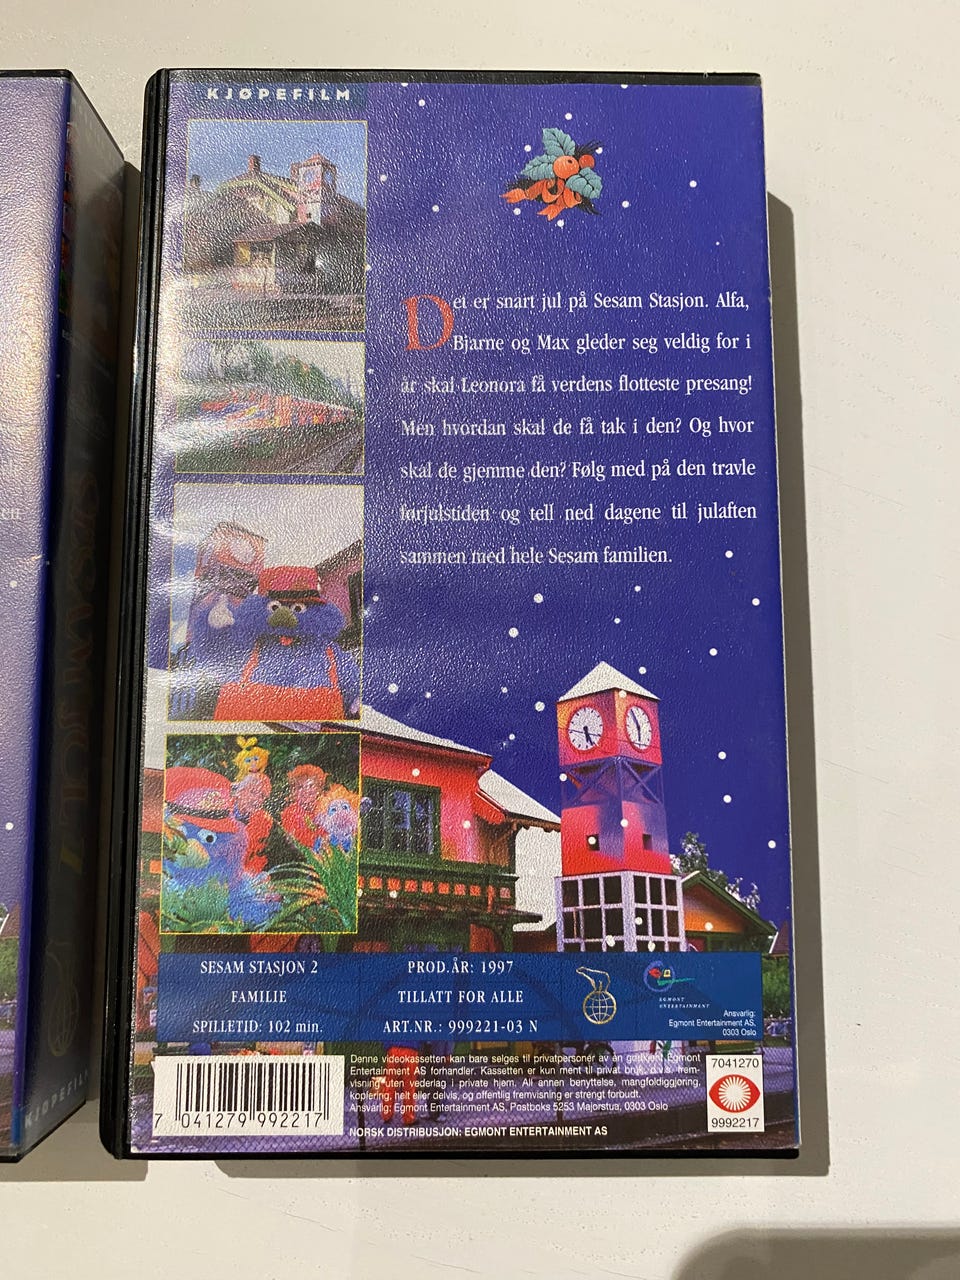 KJØPEFILM
Det er snart jul på Sesam Stasjon. Alfa,
Bjarne og Max gleder seg veldig for i
år skal Leonora få verdens flotteste presang!
Men hvordan skal de få tak i den? Og hvor
skal de gjemme den? Følg med på den travle
førjulstiden og tell ned dagene til julaften
sammen med hele Sesam familien.
SESAM STASJON 2
FAMILIE
SPILLETID: 102 min.
PROD.ÅR: 1997
TILLATT FOR ALLE
ART.NR.: 999221-03 N
EGMONT
ENTERTAINMENT
Ansvarlig:
Egmont Entertainment AS,
0303 Oslo
7 041279 992217
Denne videokassetten kan bare selges til privatpersoner av en godkjent Egmont
Entertainment AS forhandler. Kassetten er kun ment til privat bruk, d.v.s. frem-
visning uten vederlag i private hjem. All annen benyttelse, mangfoldiggjøring,
kopiering, helt eller delvis, og offentlig fremvisning er strengt forbudt.
Ansvarlig: Egmont Entertainment AS, Postboks 5253 Majorstua, 0303 Oslo
NORSK DISTRIBUSJON: EGMONT ENTERTAINMENT AS
7041270
9992217
en
KJØPEFILM